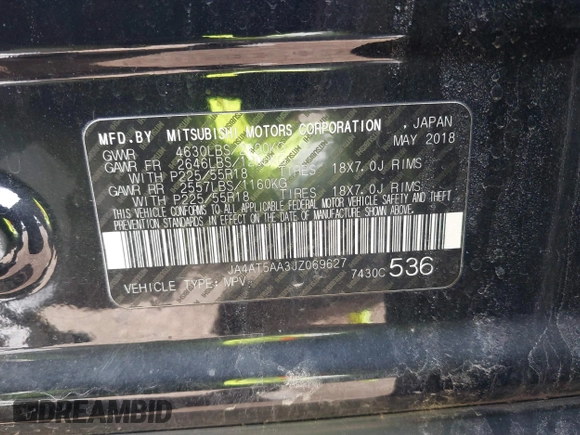 MFD.BY MITSUBISHI MOTORS CORPORATION , JAPAN
GWWR 4630LBS/ MAY 2018
GAWR FR 2646LBS/
WITH P225/55R18 TIRES 18X7.0J RIMS
GAWR RR 2557LBS/1160KG
WITH P225/55R18 TIRES 18X7.0J RIMS
THIS VEHICLE CONFORMS TO ALL APPLICABLE FEDERAL MOTOR VEHICLE SAFETY AND THEFT
PREVENTION STANDARDS IN EFFECT ON THE DATE OF MANUFACTURE SHOWN ABOVE.
JA4AT5AA3JZ069627
VEHICLE TYPE: MPV 7430C 536
DREAMBID